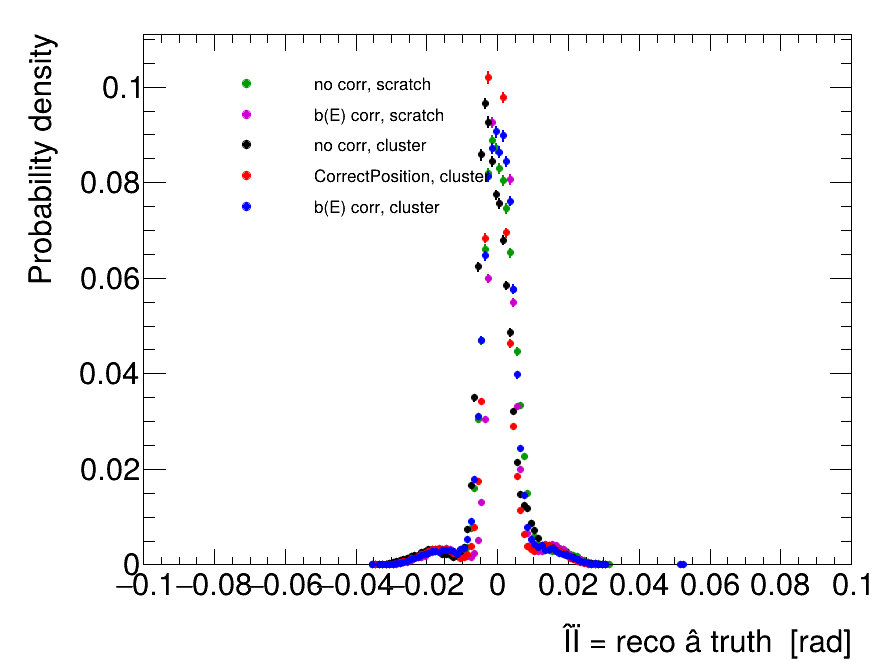 Probability density
0.1
0.08
0.06
0.04
0.02
0
no corr, scratch
b(E) corr, scratch
no corr, cluster
CorrectPosition, cluster
b(E) corr, cluster
−0.1 −0.08 −0.06 −0.04 −0.02 0 0.02 0.04 0.06 0.08 0.1
ÎÏ = reco â truth [rad]